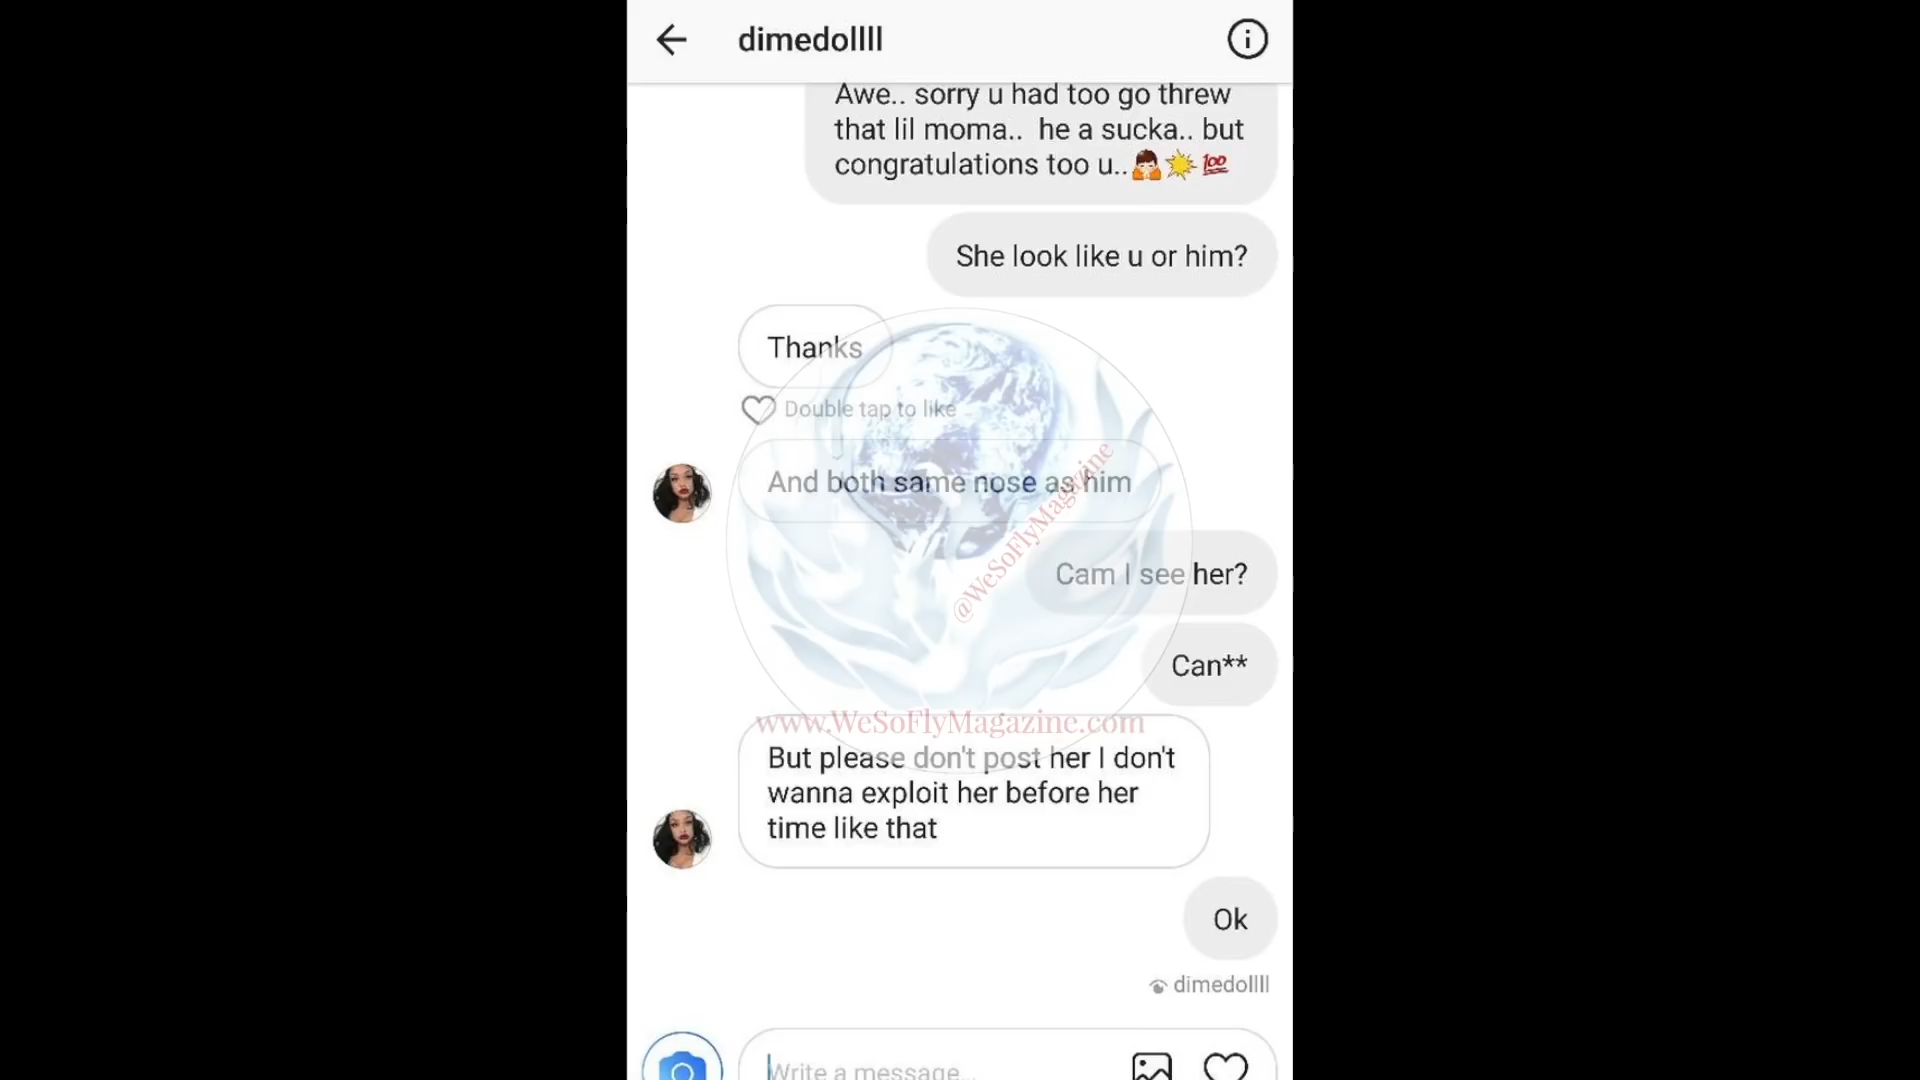 dimedollll
Awe.. sorry u had too go threw
that lil moma..  he a sucka.. but
congratulations too u..🙏💥💯
She look like u or him?
Thanks
Double tap to like
And both same nose as him
@WeSoFlyMagazine
Cam I see her?
Can**
www.WeSoFlyMagazine.com
But please don't post her I don't
wanna exploit her before her
time like that
Ok
dimedollll
Write a message...